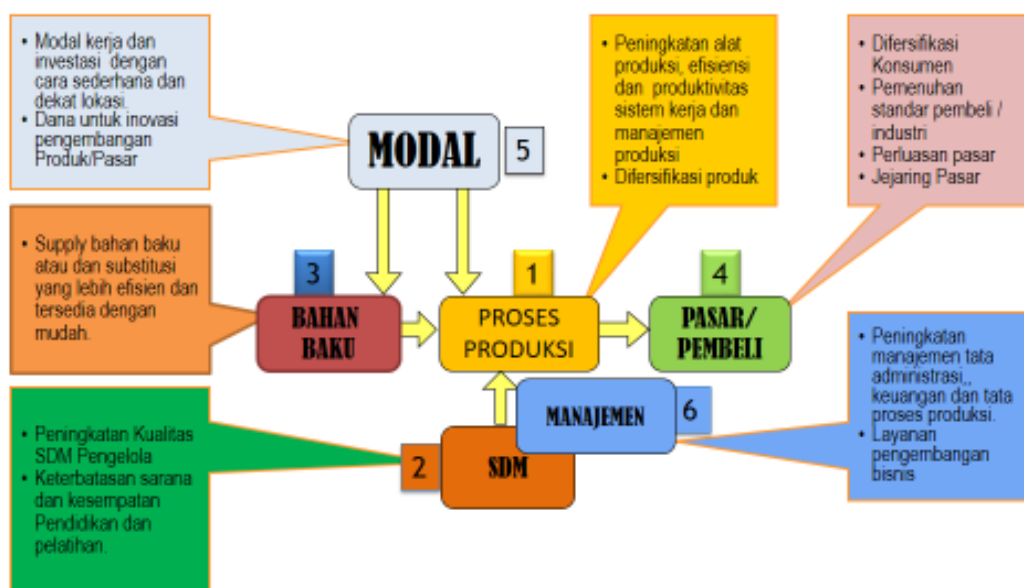 • Modal kerja dan
investasi dengan
cara sederhana dan
dekat lokasi.
• Dana untuk inovasi
pengembangan
Produk/Pasar
MODAL
5
• Peningkatan alat
produksi, efisiensi
dan produktivitas
sistem kerja dan
manajemen
produksi
• Difersifikasi produk
• Difersifikasi
Konsumen
• Pemenuhan
standar pembeli /
industri
• Perluasan pasar
• Jejaring Pasar
• Supply bahan baku
atau dan substitusi
yang lebih efisien dan
tersedia dengan
mudah.
3
BAHAN
BAKU
1
PROSES
PRODUKSI
4
PASAR/
PEMBELI
• Peningkatan
manajemen tata
administrasi,,
keuangan dan tata
proses produksi.
• Layanan
pengembangan
bisnis
MANAJEMEN
6
• Peningkatan Kualitas
SDM Pengelola
• Keterbatasan sarana
dan kesempatan
Pendidikan dan
pelatihan.
2
SDM